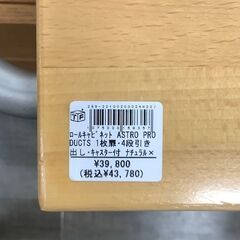 TF
ロールキャビネット ASTRO PRO
DUCTS 1枚扉・4段引き
出し・キャスター付 ナチュラル×
¥39,800
(税込¥43,780)